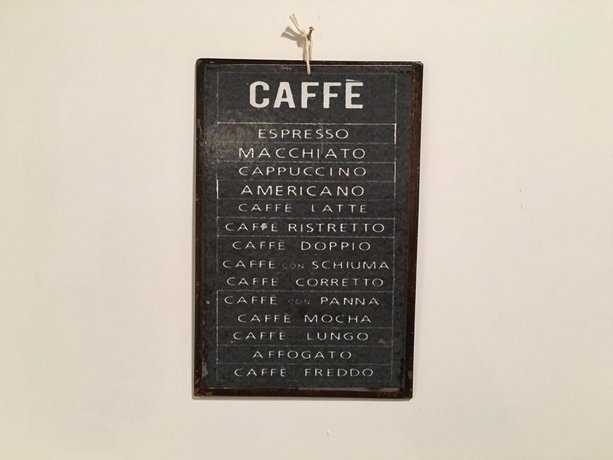 CAFFÈ
ESPRESSO
MACCHIATO
CAPPUCCINO
AMERICANO
CAFFÈ LATTE
CAFFÈ RISTRETTO
CAFFÈ DOPPIO
CAFFÈ CON SCHIUMA
CAFFÈ CORRETTO
CAFFÈ CON PANNA
CAFFÈ MOCHA
CAFFÈ LUNGO
AFFOGATO
CAFFÈ FREDDO